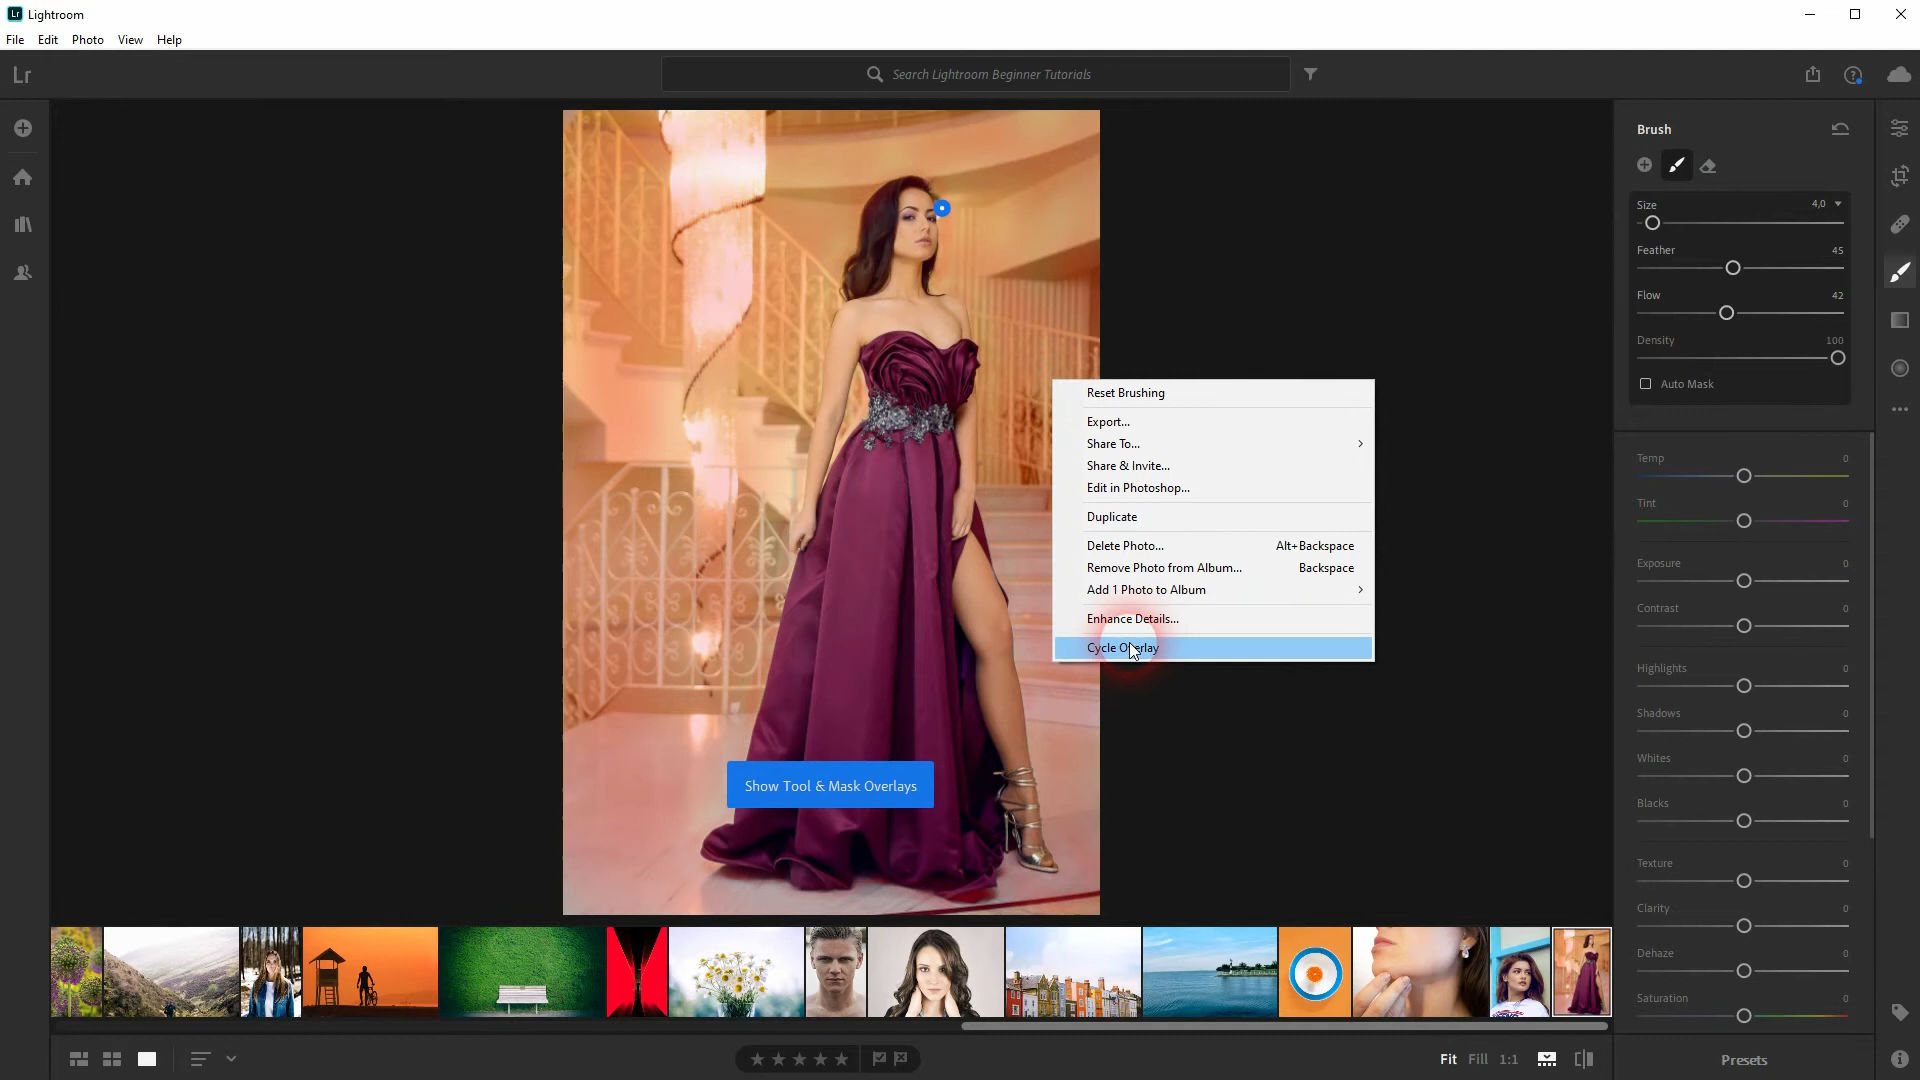 Lr Lightroom
File Edit Photo View Help
Lr Search Lightroom Beginner Tutorials
Brush
Size 4,0
Feather 45
Flow 42
Density 100
Auto Mask
Reset Brushing
Export...
Share To...
Share & Invite...
Edit in Photoshop...
Duplicate
Delete Photo... Alt+Backspace
Remove Photo from Album... Backspace
Add 1 Photo to Album
Enhance Details...
Cycle Overlay
Show Tool & Mask Overlays
Temp 0
Tint 0
Exposure 0
Contrast 0
Highlights 0
Shadows 0
Whites 0
Blacks 0
Texture 0
Clarity 0
Dehaze 0
Saturation 0
Fit Fill 1:1
Presets